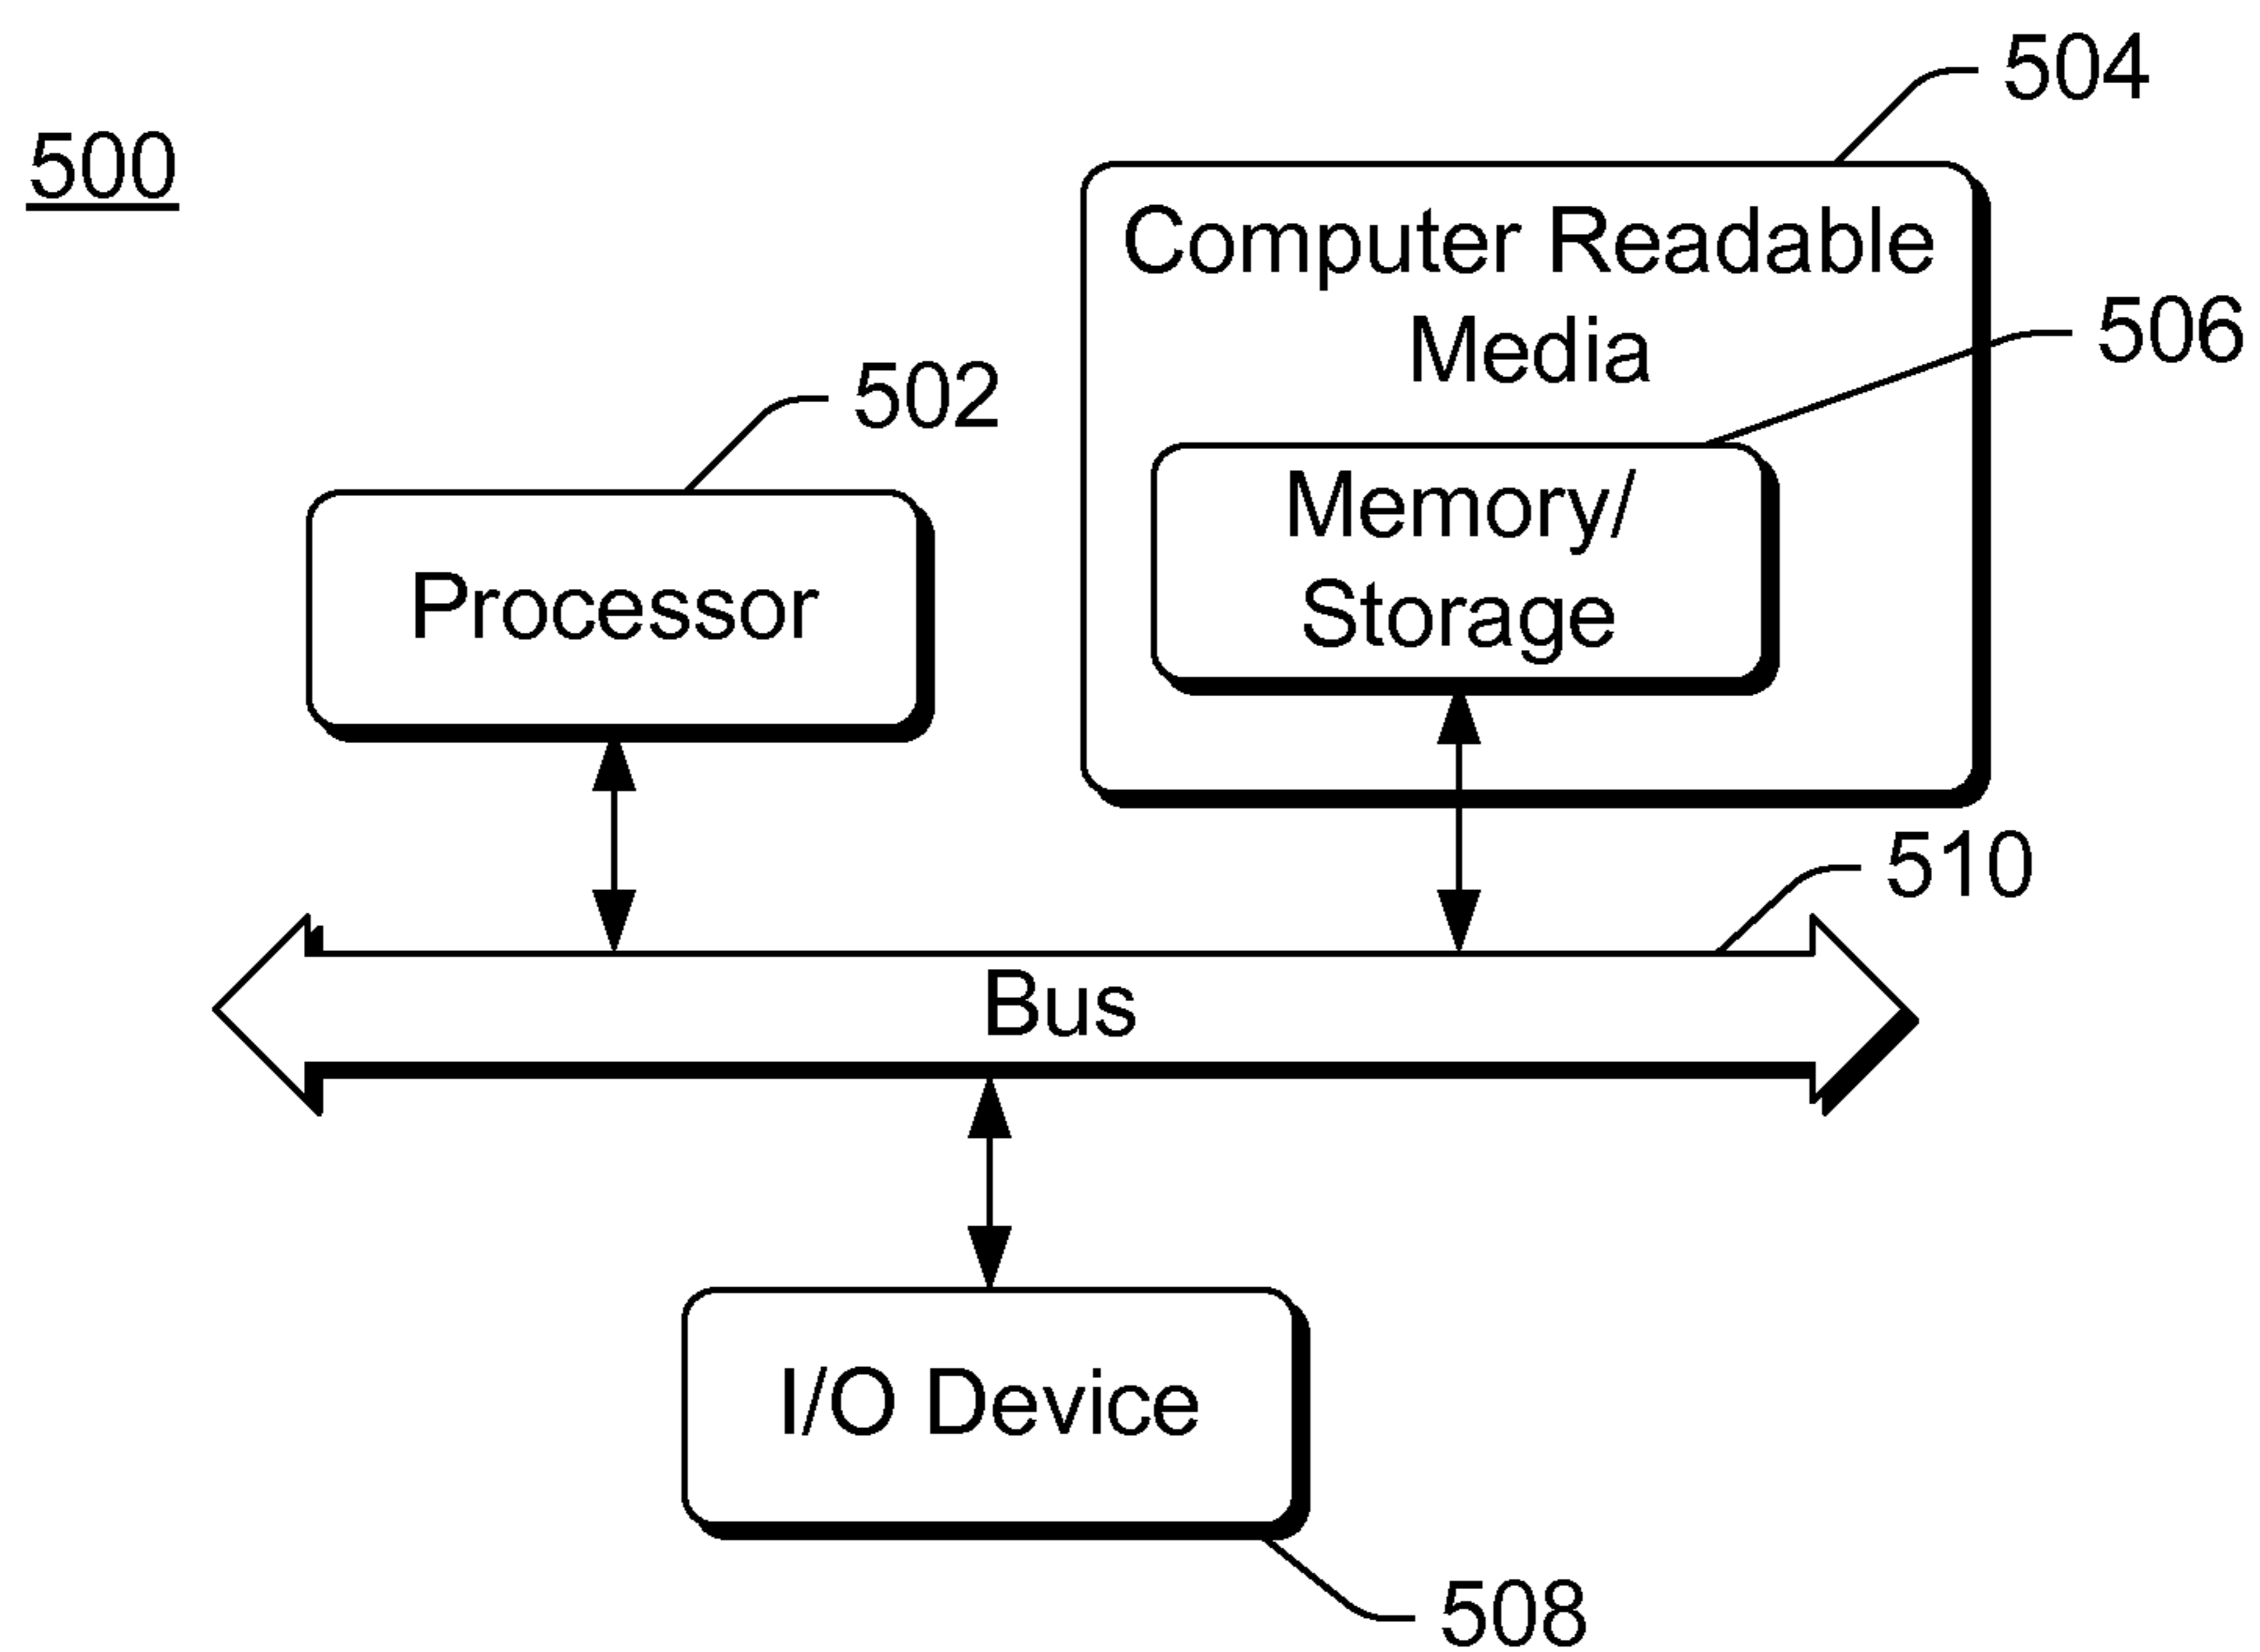 504
500
Computer Readable
Media
506
502
Memory/
Storage
Processor
510
Bus
I/O Device
508